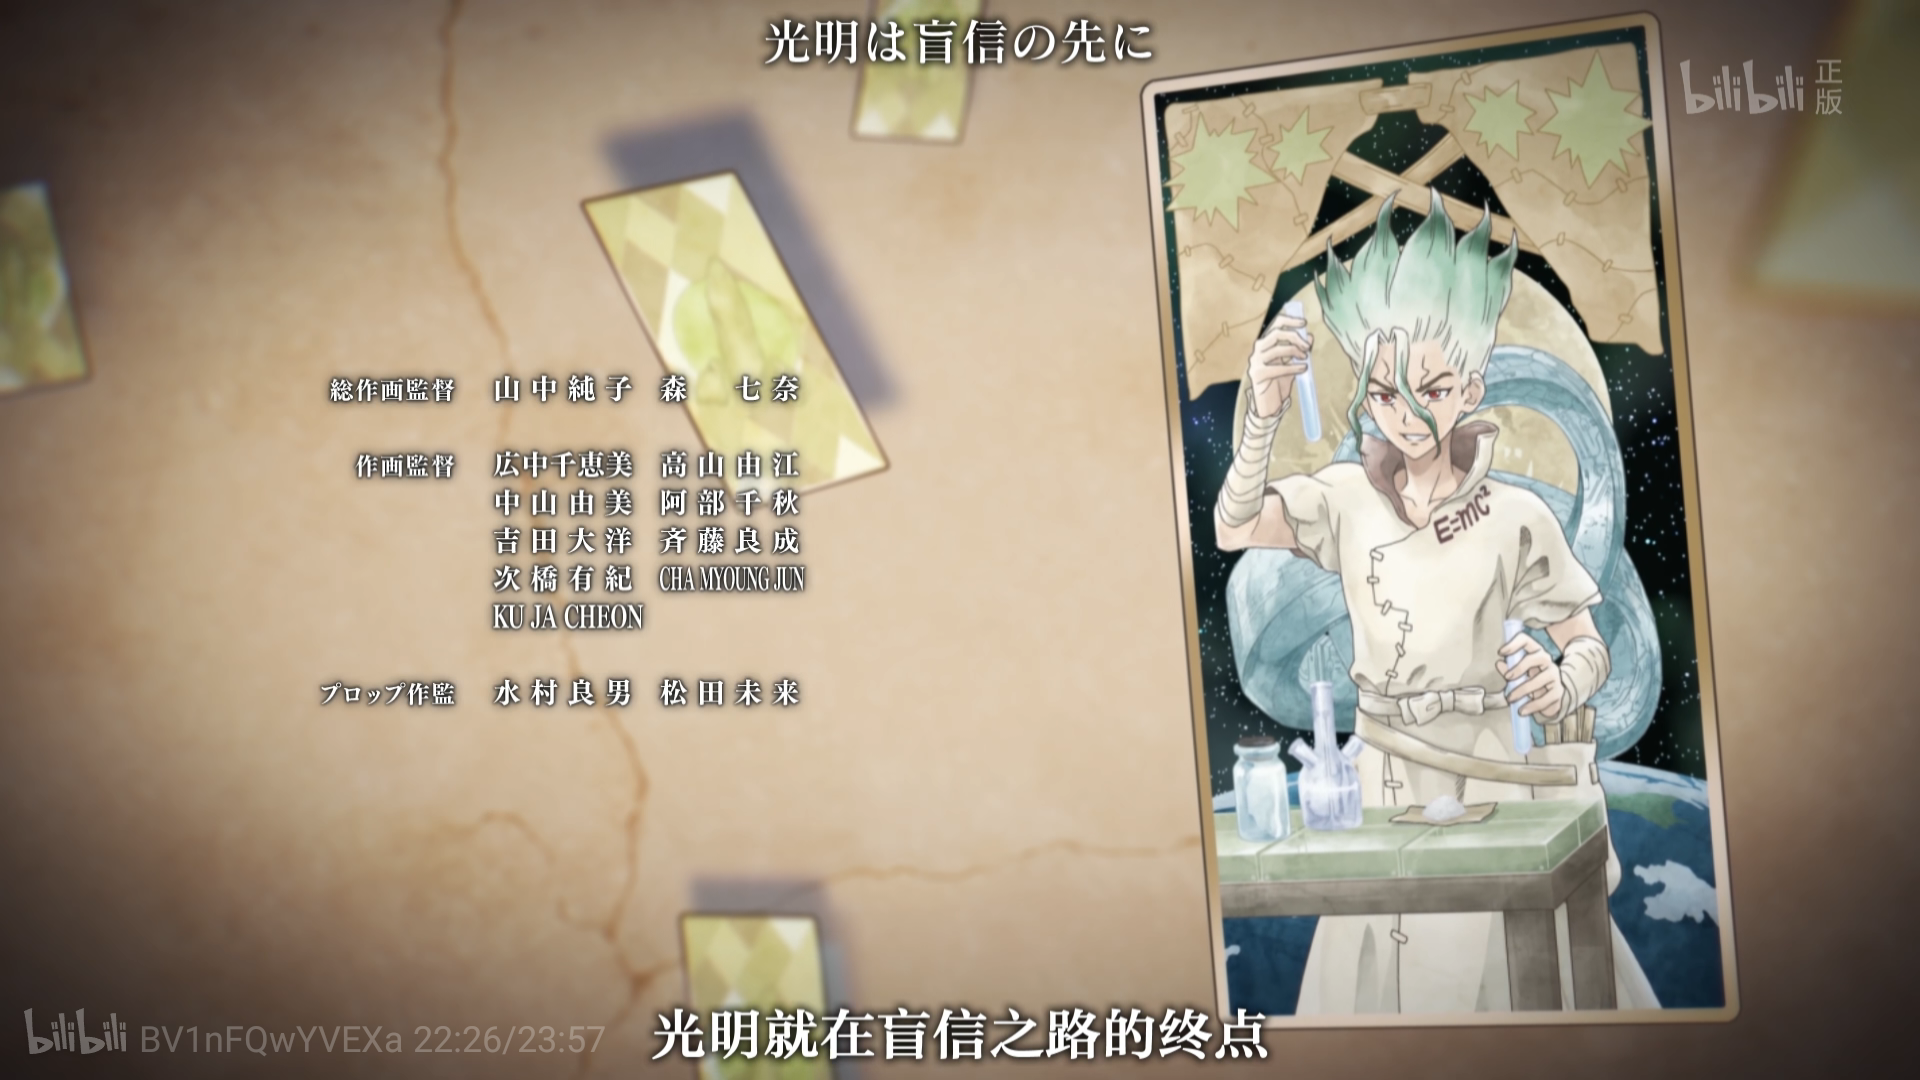 光明は盲信の先に
bilibili 正版
総作画監督 山中純子 森 七奈
作画監督 広中千恵美 高山由江
中山由美 阿部千秋
吉田大洋 斉藤良成
次橋有紀 CHA MYOUNG JUN
KU JA CHEON
プロップ作監 水村良男 松田未来
E=mc²
bilibili BV1nFQwYVEXa 22:26/23:57
光明就在盲信之路的终点